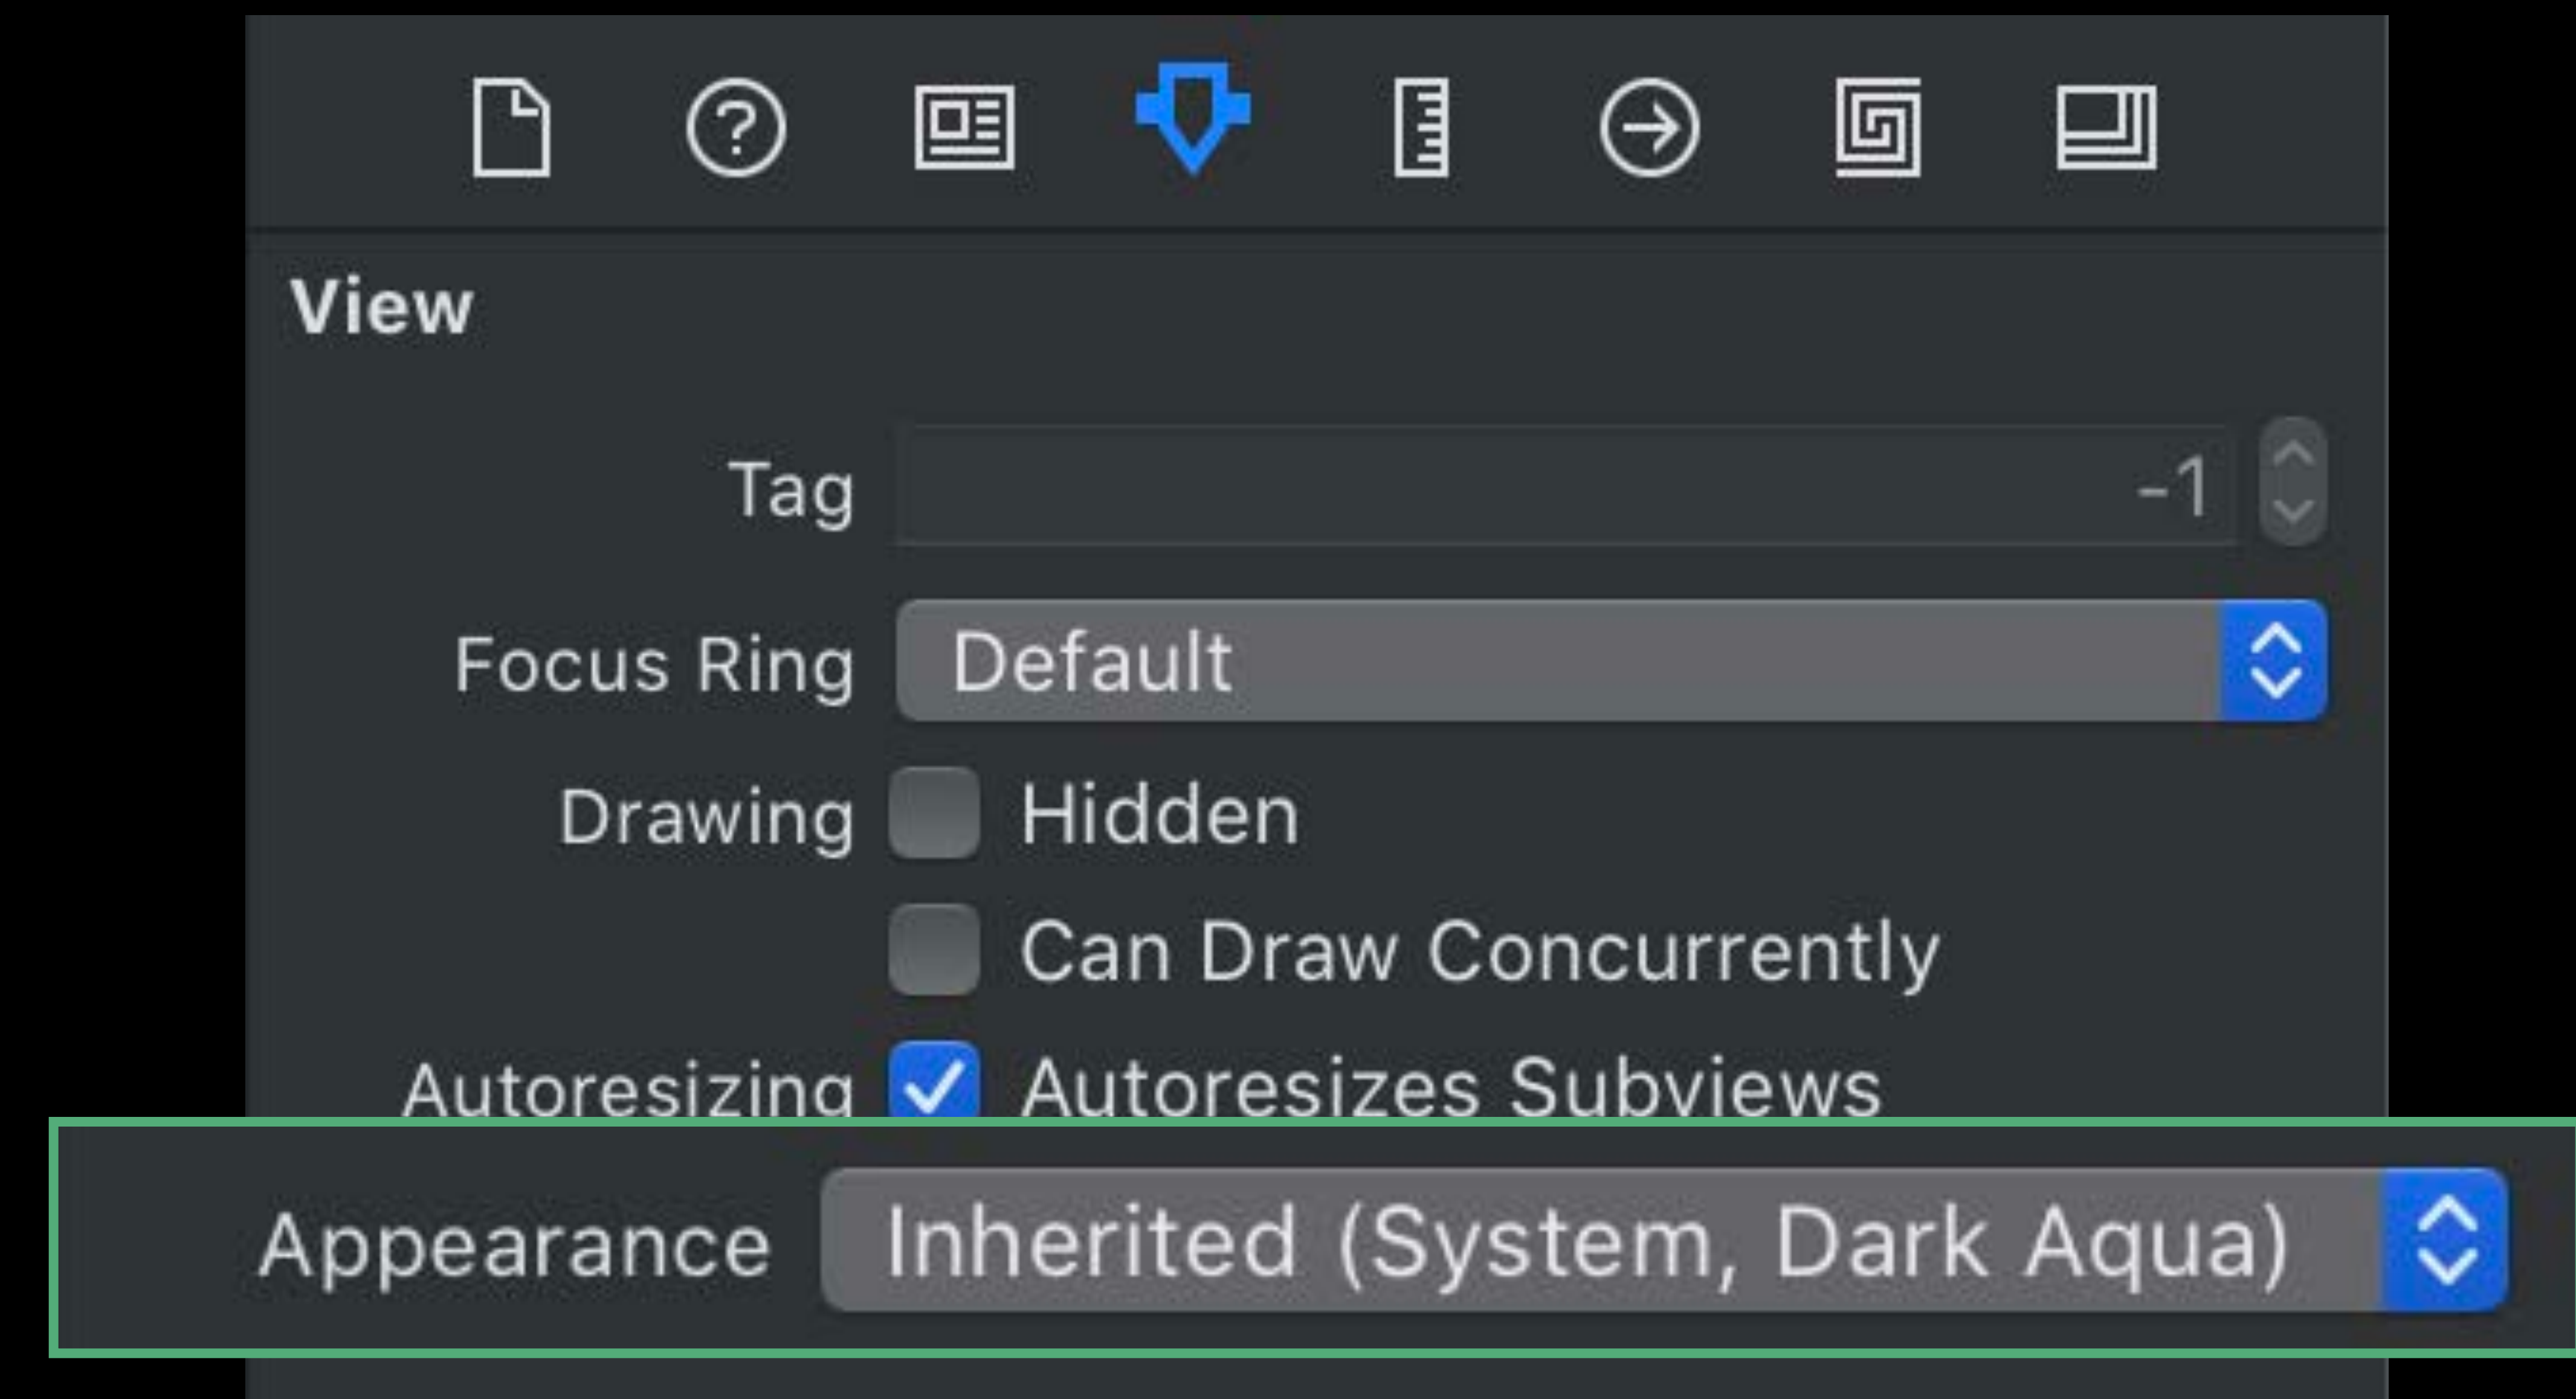 View
Tag -1
Focus Ring Default
Drawing Hidden
Can Draw Concurrently
Autoresizing Autoresizes Subviews
Appearance Inherited (System, Dark Aqua)